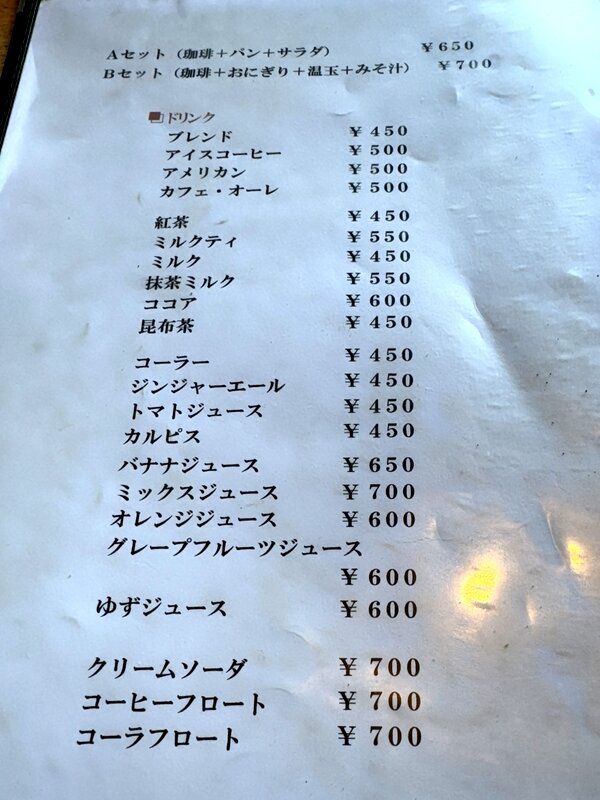 Aセット（珈琲＋パン＋サラダ） ￥650
Bセット（珈琲＋おにぎり＋温玉＋みそ汁） ￥700
ドリンク
ブレンド ￥450
アイスコーヒー ￥500
アメリカン ￥500
カフェ・オーレ ￥500
紅茶 ￥450
ミルクティ ￥550
ミルク ￥450
抹茶ミルク ￥550
ココア ￥600
昆布茶 ￥450
コーラー ￥450
ジンジャーエール ￥450
トマトジュース ￥450
カルピス ￥450
バナナジュース ￥650
ミックスジュース ￥700
オレンジジュース ￥600
グレープフルーツジュース
￥600
ゆずジュース ￥600
クリームソーダ ￥700
コーヒーフロート ￥700
コーラフロート ￥700